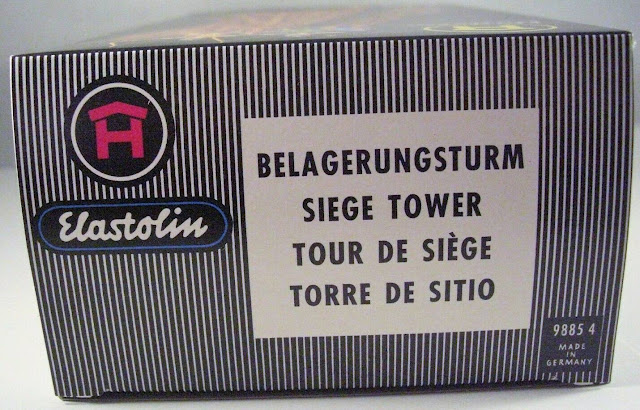 H
Elastolin
BELAGERUNGSTURM
SIEGE TOWER
TOUR DE SIÈGE
TORRE DE SITIO
9885 4
MADE
IN
GERMANY